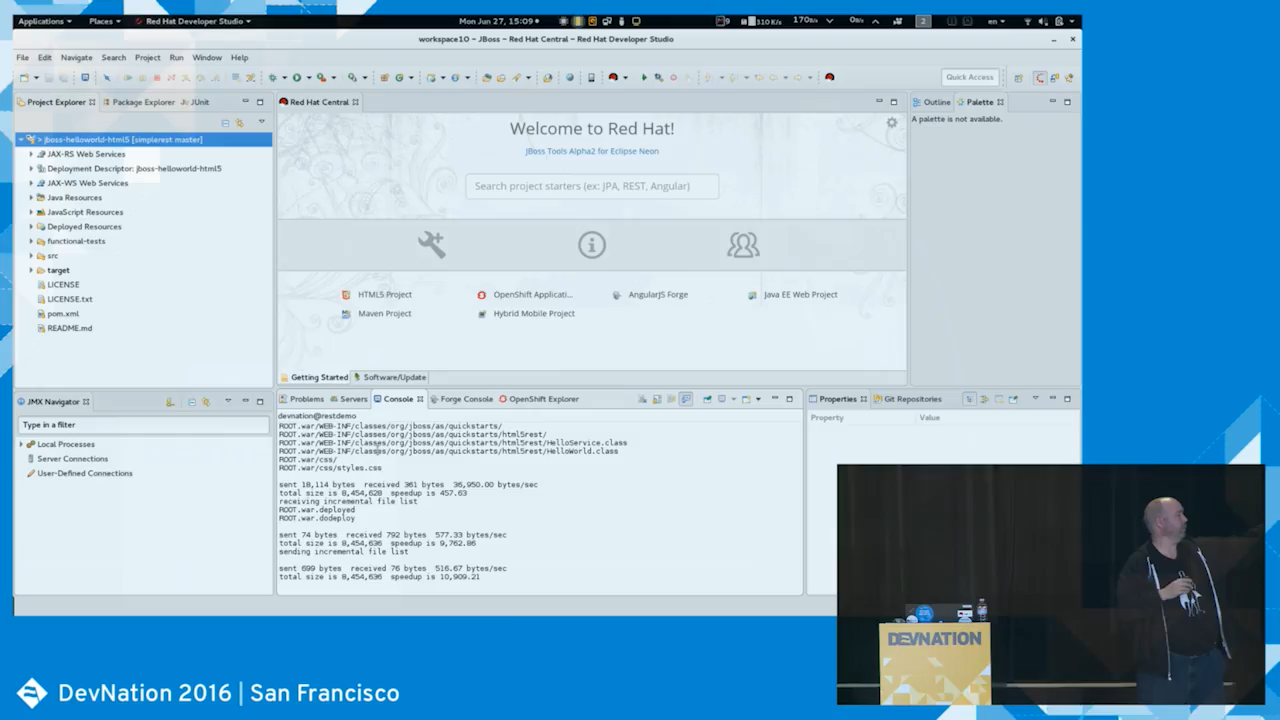 Applications Places Red Hat Developer Studio Mon Jun 27, 15:09 9 310 K/s 170B/s 0B/s 2 en
workspace10 – JBoss – Red Hat Central – Red Hat Developer Studio
File Edit Navigate Search Project Run Window Help
Quick Access
Project Explorer Package Explorer JUnit
Red Hat Central
Outline Palette
A palette is not available.
> jboss-helloworld-html5 [simplerest master]
JAX-RS Web Services
Deployment Descriptor: jboss-helloworld-html5
JAX-WS Web Services
Java Resources
JavaScript Resources
Deployed Resources
functional-tests
src
target
LICENSE
LICENSE.txt
pom.xml
README.md
Welcome to Red Hat!
JBoss Tools Alpha2 for Eclipse Neon
Search project starters (ex: JPA, REST, Angular)
HTML5 Project
OpenShift Applicati...
AngularJS Forge
Java EE Web Project
Maven Project
Hybrid Mobile Project
Getting Started Software/Update
JMX Navigator
Type in a filter
Local Processes
Server Connections
User-Defined Connections
Problems Servers Console Forge Console OpenShift Explorer
devnation@restdemo
ROOT.war/WEB-INF/classes/org/jboss/as/quickstarts/
ROOT.war/WEB-INF/classes/org/jboss/as/quickstarts/html5rest/
ROOT.war/WEB-INF/classes/org/jboss/as/quickstarts/html5rest/HelloService.class
ROOT.war/WEB-INF/classes/org/jboss/as/quickstarts/html5rest/HelloWorld.class
ROOT.war/css/
ROOT.war/css/styles.css
sent 18,114 bytes received 361 bytes 36,950.00 bytes/sec
total size is 8,454,628 speedup is 457.63
receiving incremental file list
ROOT.war.deployed
ROOT.war.dodeploy
sent 74 bytes received 792 bytes 577.33 bytes/sec
total size is 8,454,636 speedup is 9,762.86
sending incremental file list
sent 699 bytes received 76 bytes 516.67 bytes/sec
total size is 8,454,636 speedup is 10,909.21
Properties Git Repositories
Property Value
DEVNATION
DevNation 2016 | San Francisco